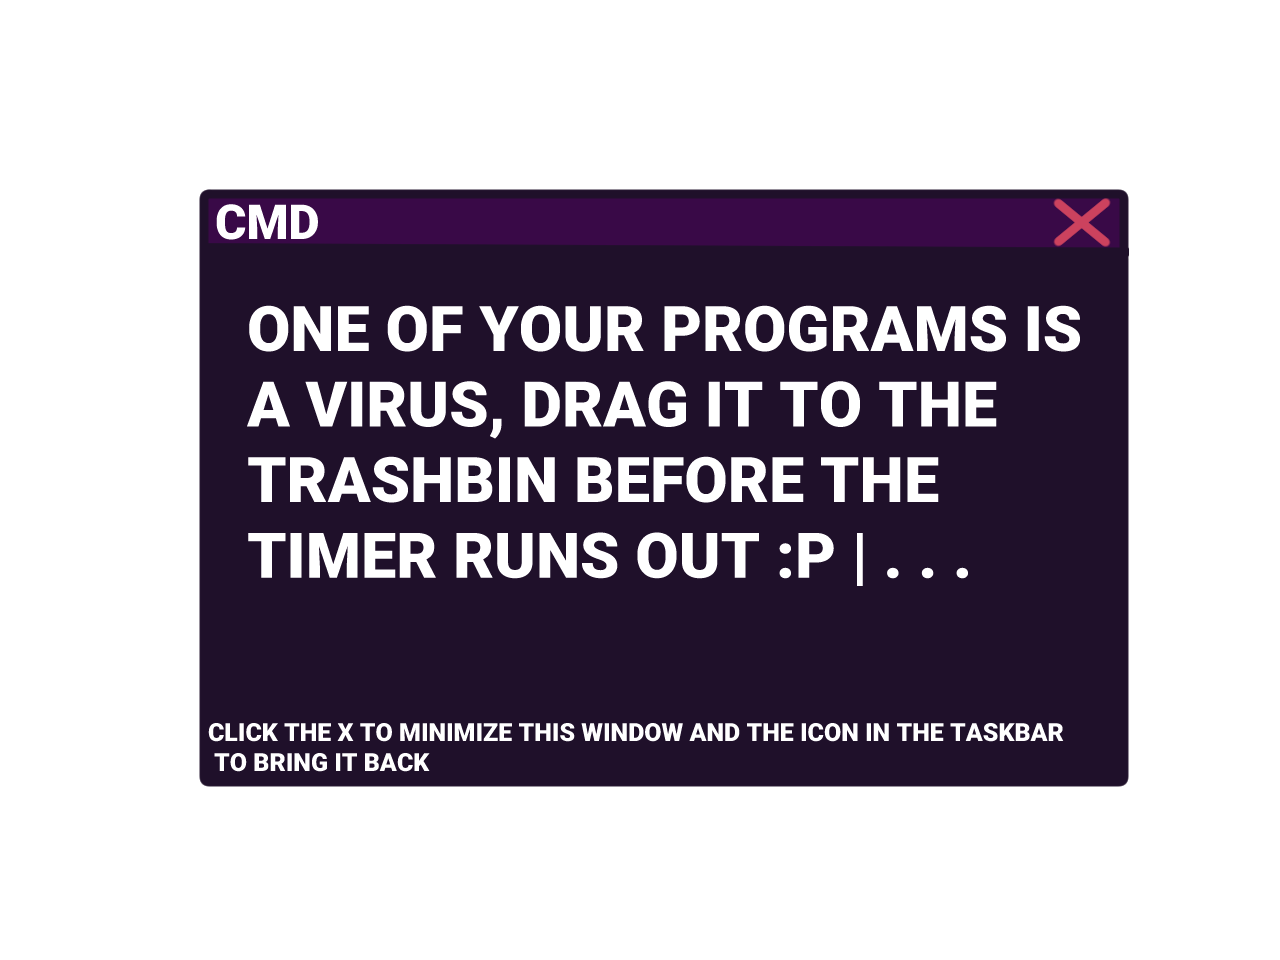 CMD
ONE OF YOUR PROGRAMS IS
A VIRUS, DRAG IT TO THE
TRASHBIN BEFORE THE
TIMER RUNS OUT :P | . . .
CLICK THE X TO MINIMIZE THIS WINDOW AND THE ICON IN THE TASKBAR
TO BRING IT BACK